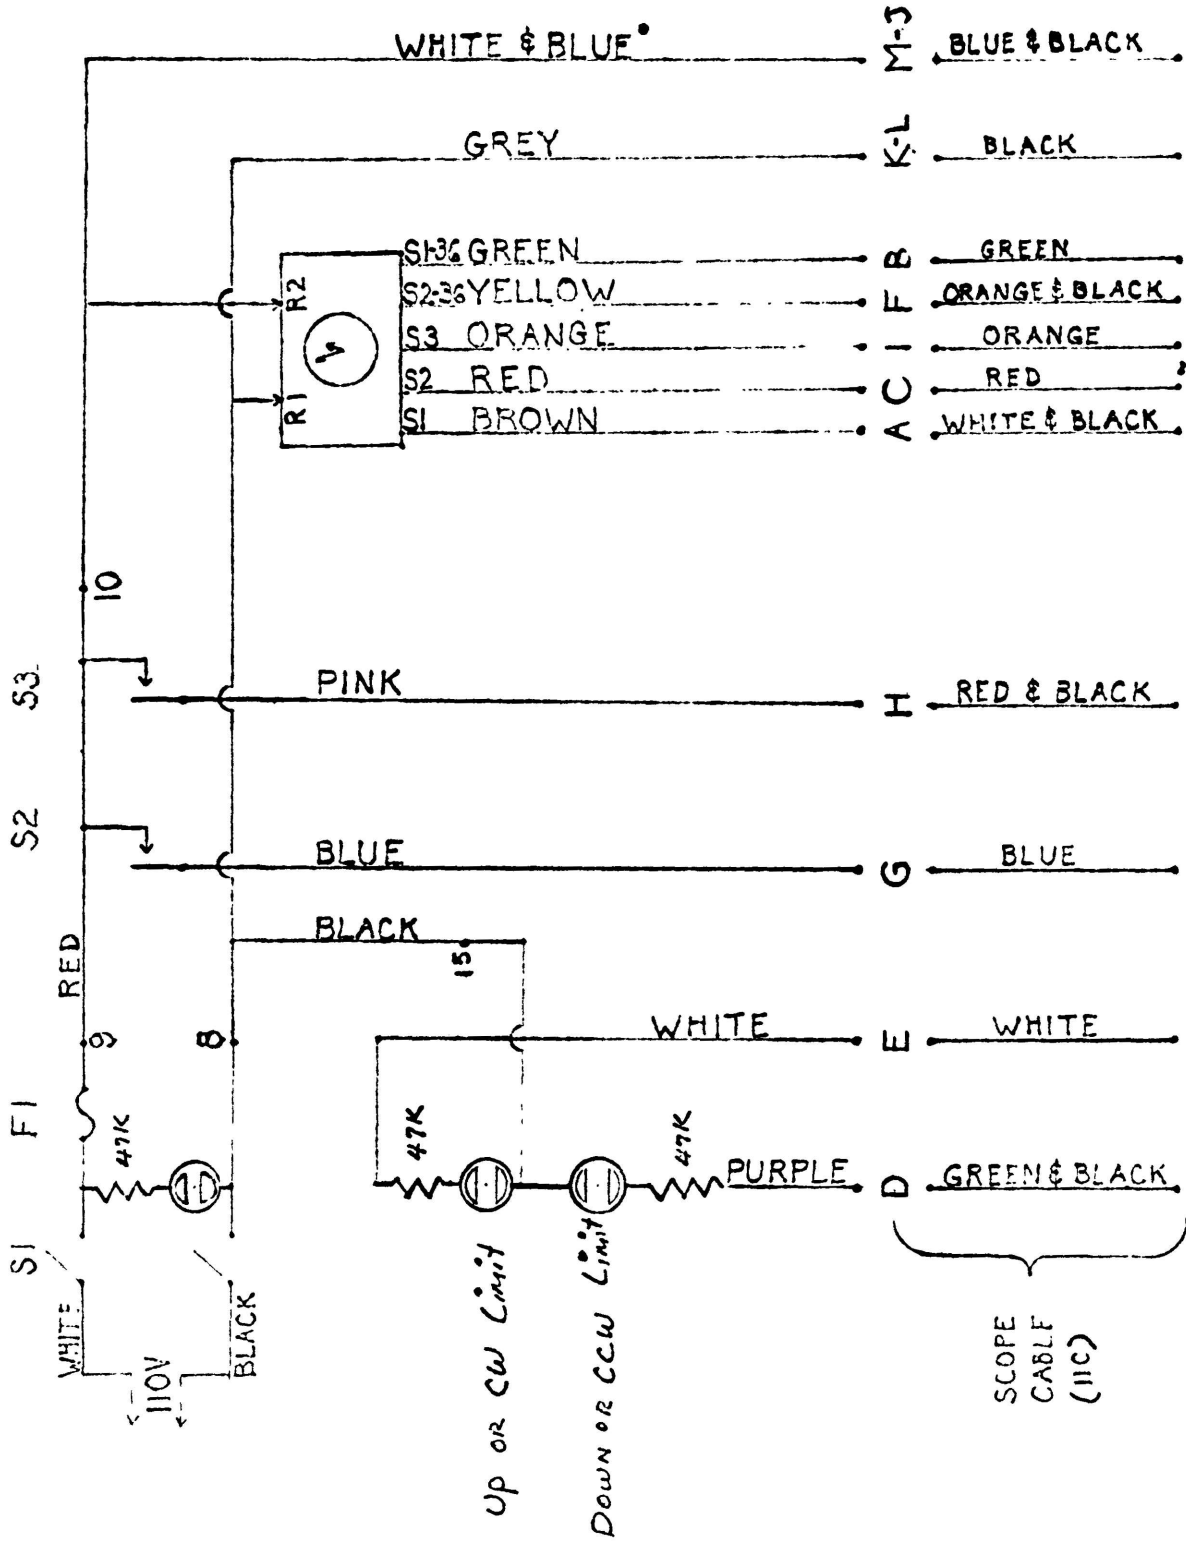 WHITE & BLUE
M-J
BLUE & BLACK
GREY
K-L
BLACK
R2
R1
S1-36 GREEN
B
GREEN
S2-36 YELLOW
F
ORANGE & BLACK
S3 ORANGE
I
ORANGE
S2 RED
C
RED
S1 BROWN
A
WHITE & BLACK
10
S3
PINK
H
RED & BLACK
S2
BLUE
G
BLUE
RED
BLACK
15
9
8
WHITE
E
WHITE
F1
47K
47K
47K
PURPLE
D
GREEN & BLACK
S1
WHITE
110V
BLACK
Up OR CW Limit
DOWN OR CCW Limit
SCOPE
CABLE
(11C)